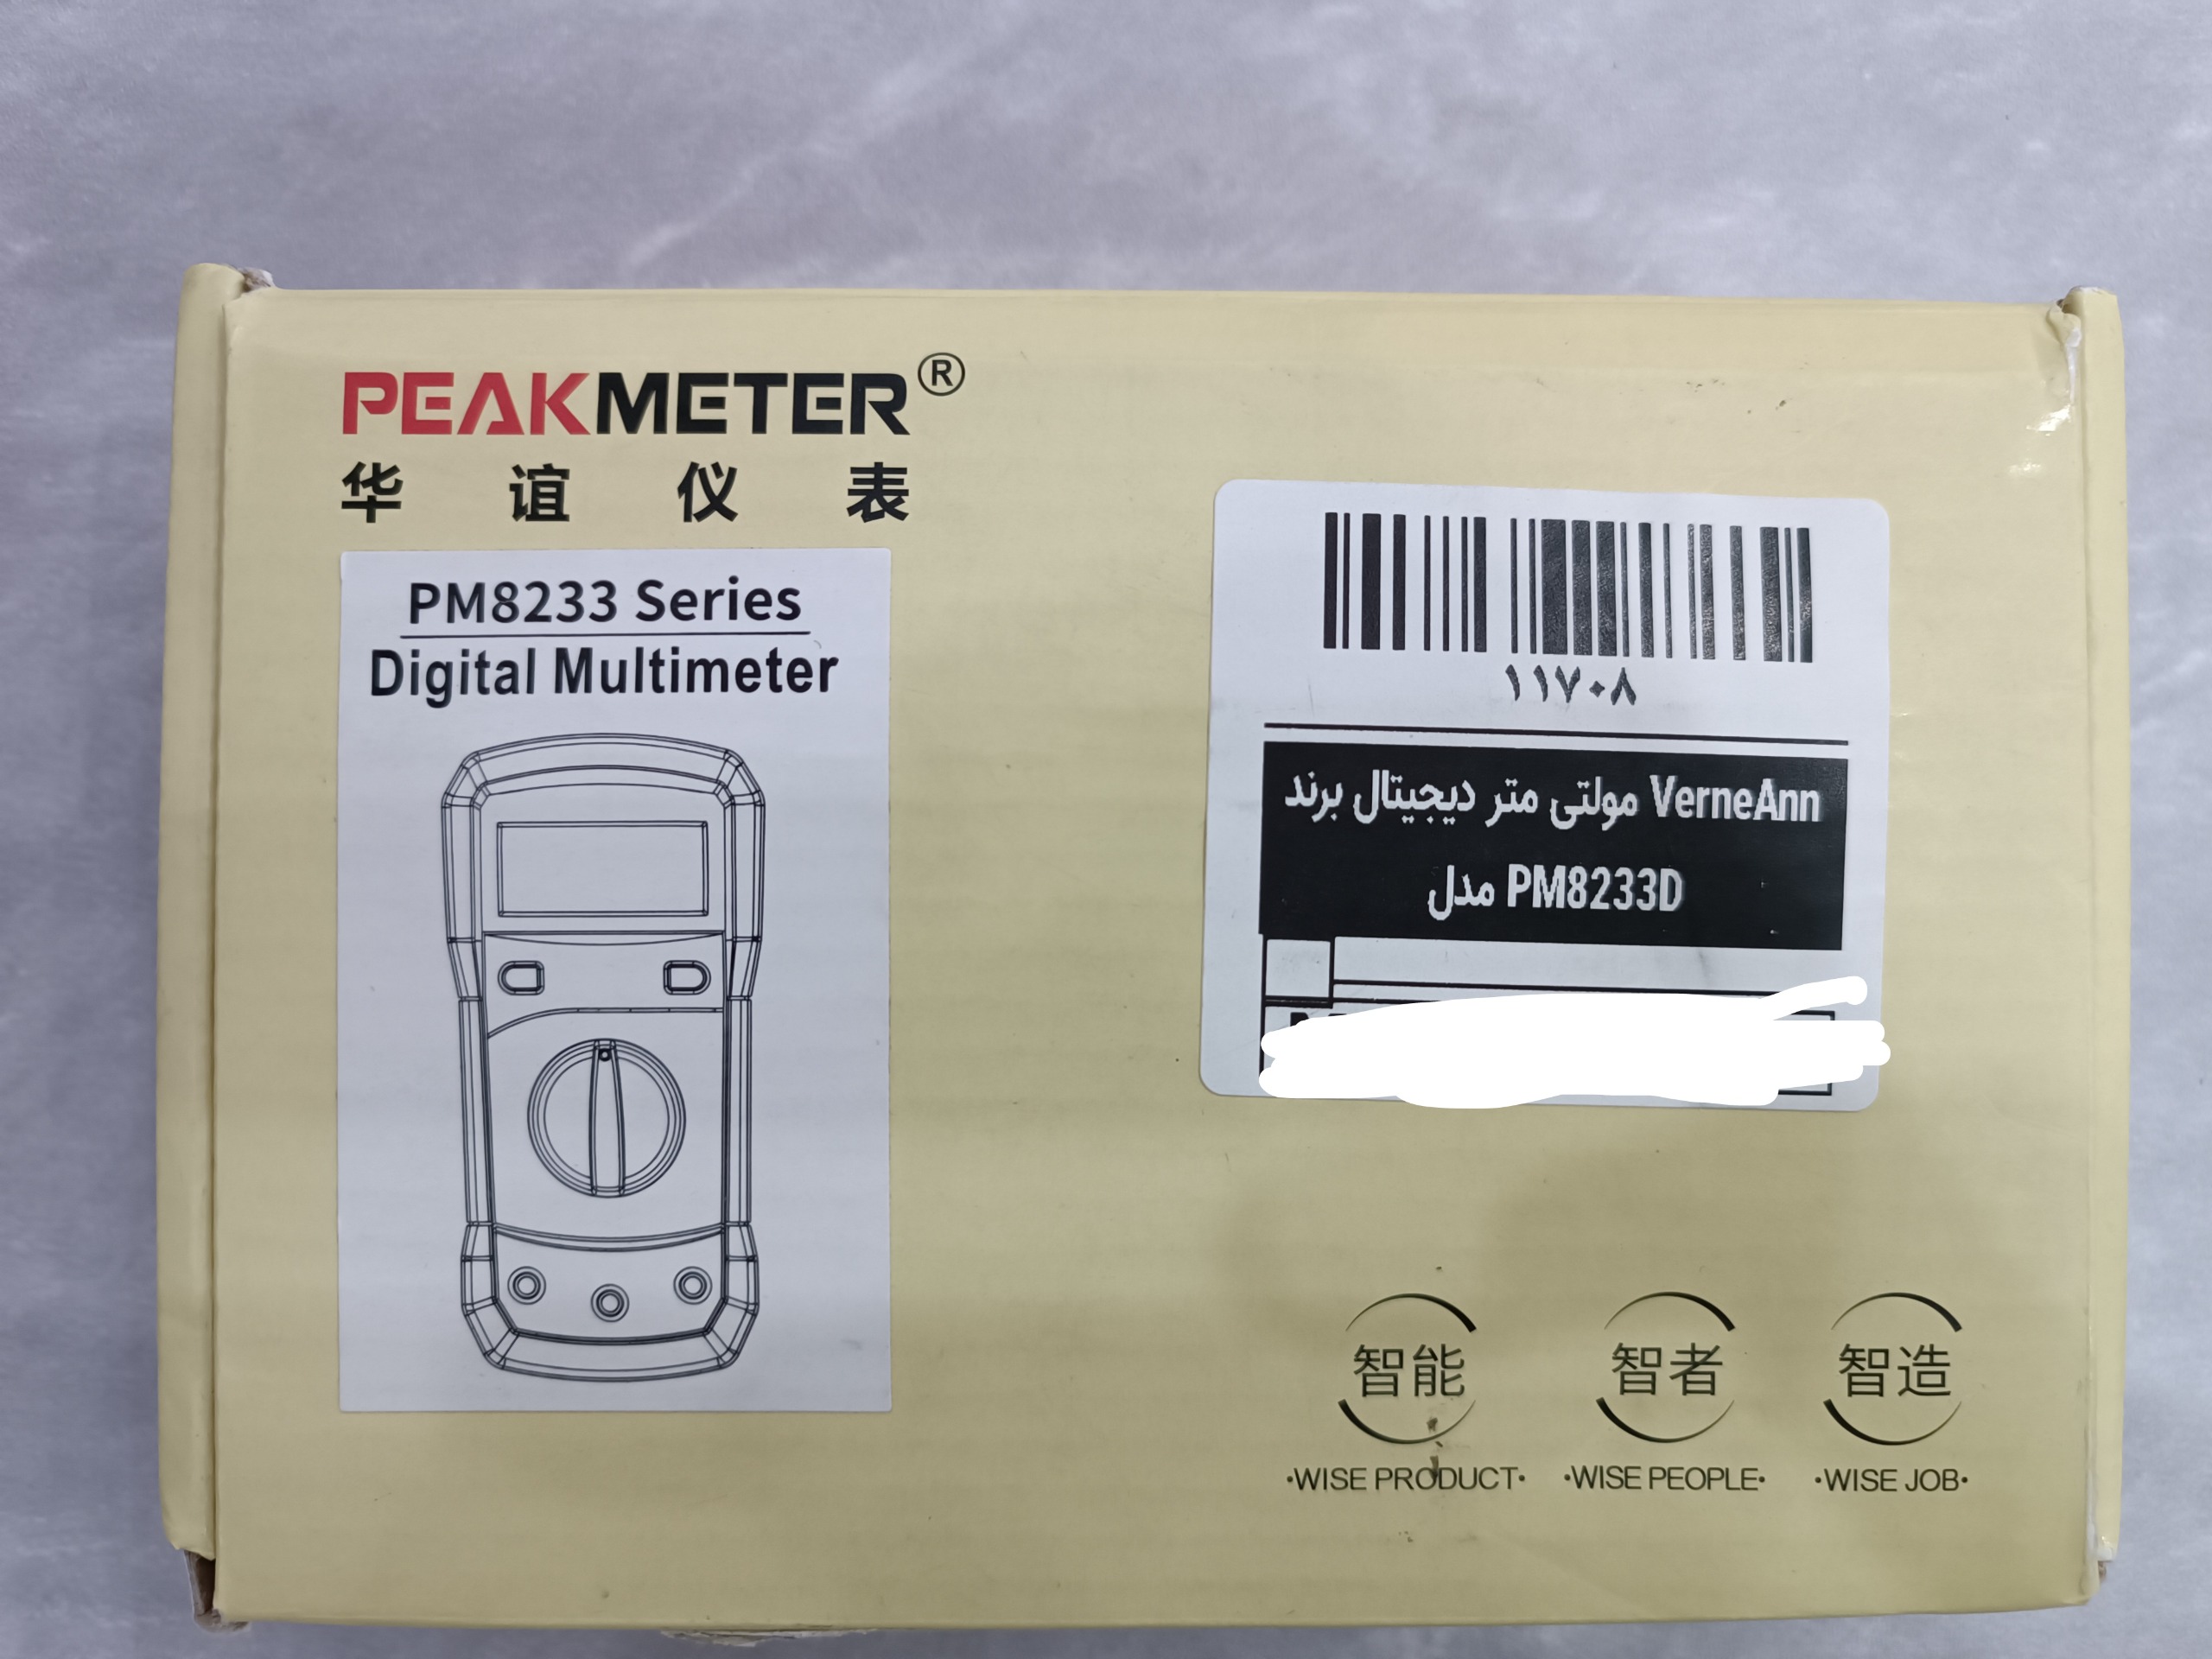 PEAKMETER®
华谊仪表
PM8233 Series
Digital Multimeter
۱۱۷۰۸
VerneAnn مولتی متر دیجیتال برند
PM8233D مدل
智能
·WISE PRODUCT·
智者
·WISE PEOPLE·
智造
·WISE JOB·